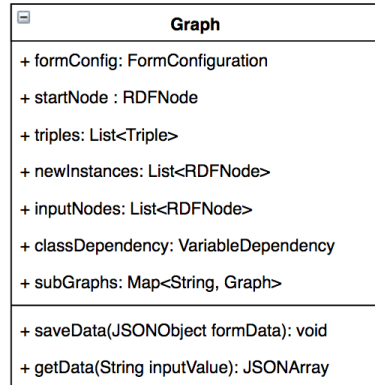 Graph
+ formConfig: FormConfiguration
+ startNode : RDFNode
+ triples: List<Triple>
+ newInstances: List<RDFNode>
+ inputNodes: List<RDFNode>
+ classDependency: VariableDependency
+ subGraphs: Map<String, Graph>
+ saveData(JSONObject formData): void
+ getData(String inputValue): JSONArray